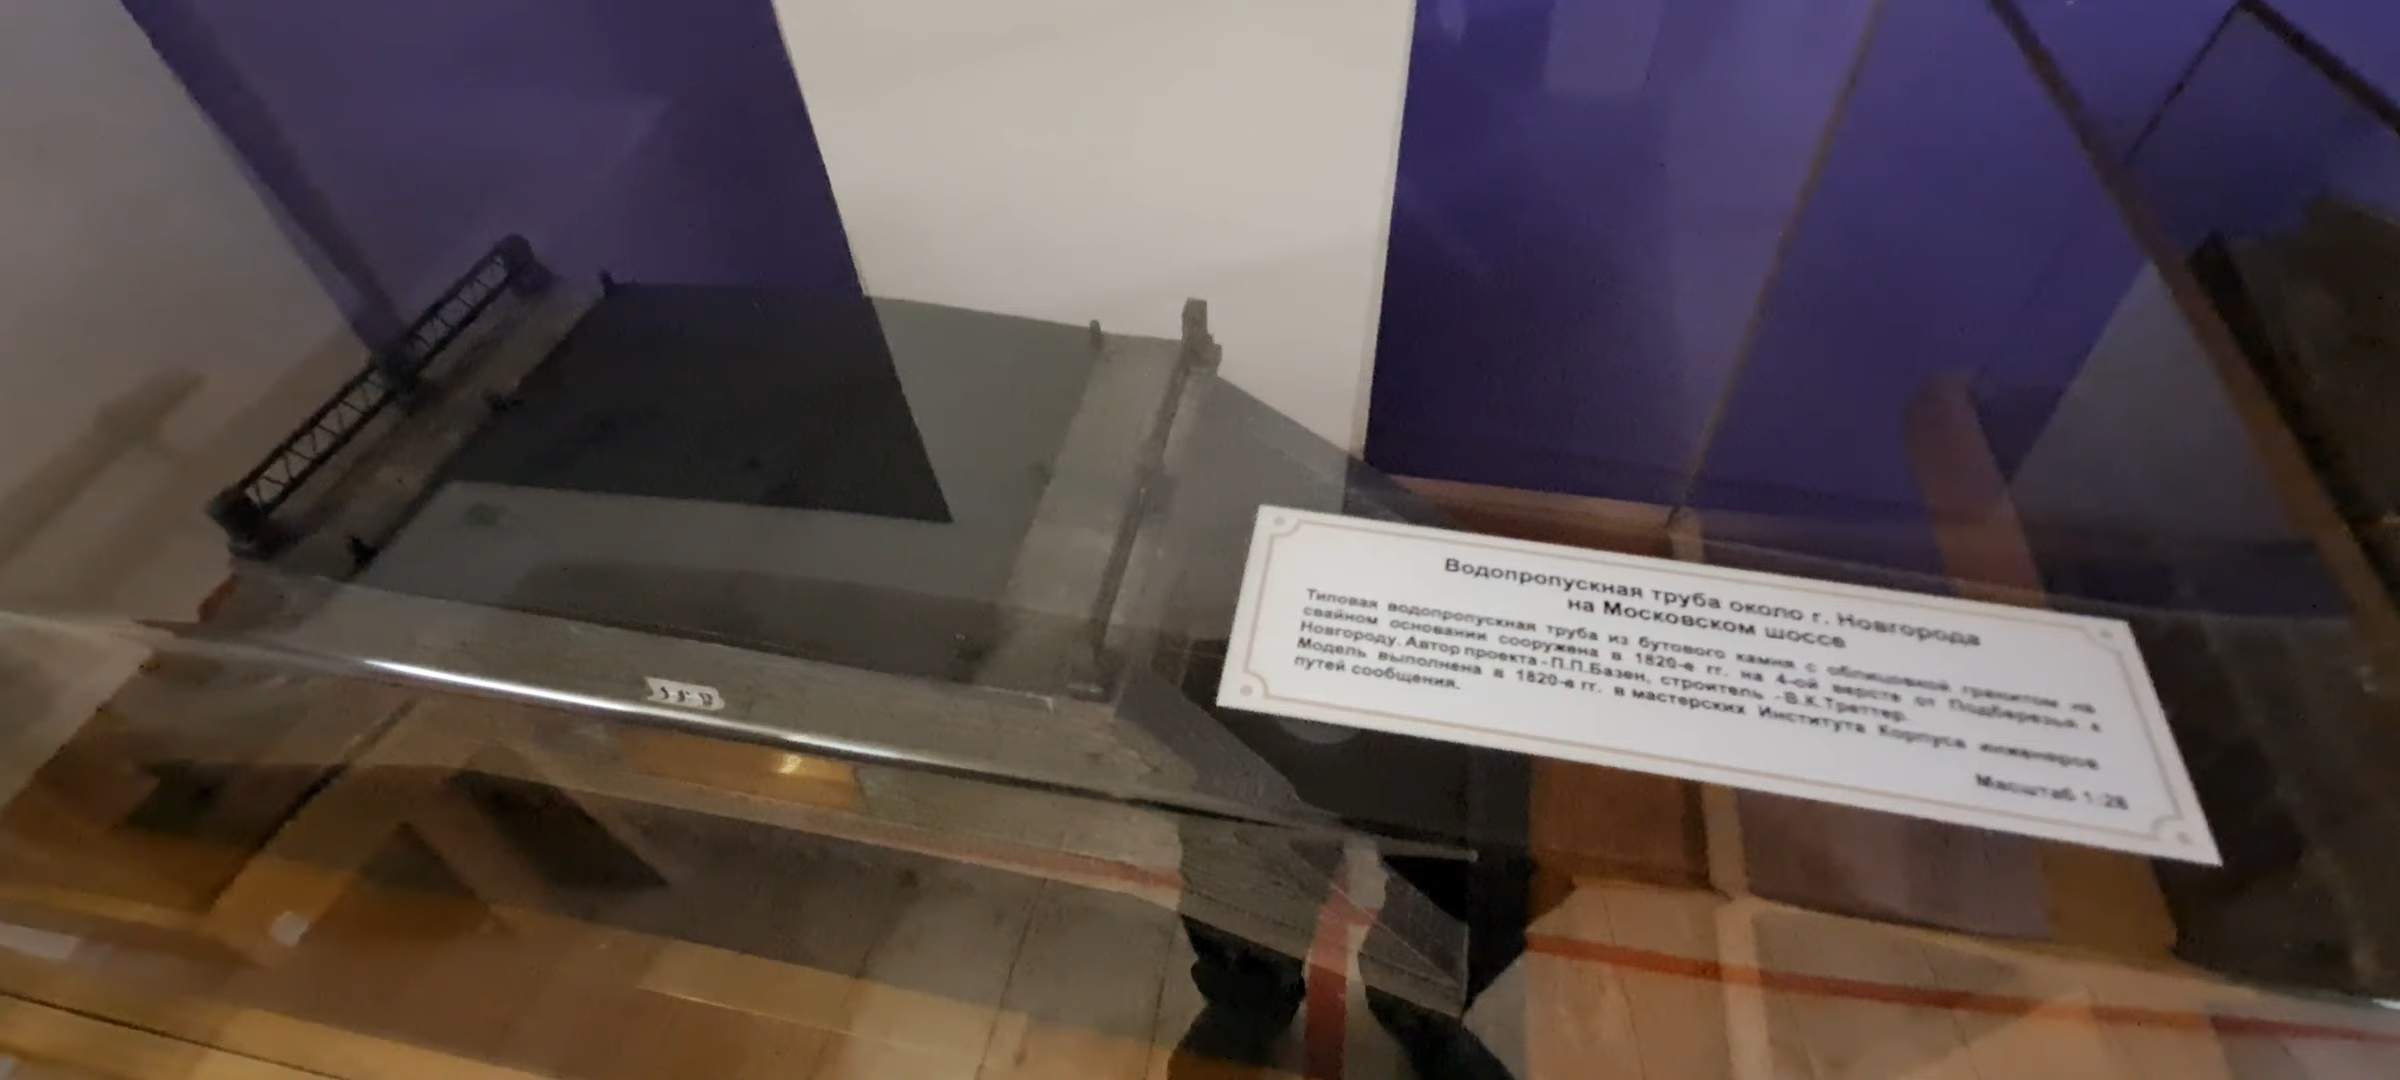 Водопропускная труба около г. Новгорода
на Московском шоссе
Типовая водопропускная труба из бутового камня с облицовкой гранитом на
свайном основании сооружена в 1820-е гг. на 4-ой версте от Подберезья к
Новгороду. Автор проекта - П.П.Базен, строитель - В.К.Треттер.
Модель выполнена в 1820-е гг. в мастерских Института Корпуса инженеров
путей сообщения.
Масштаб 1:28